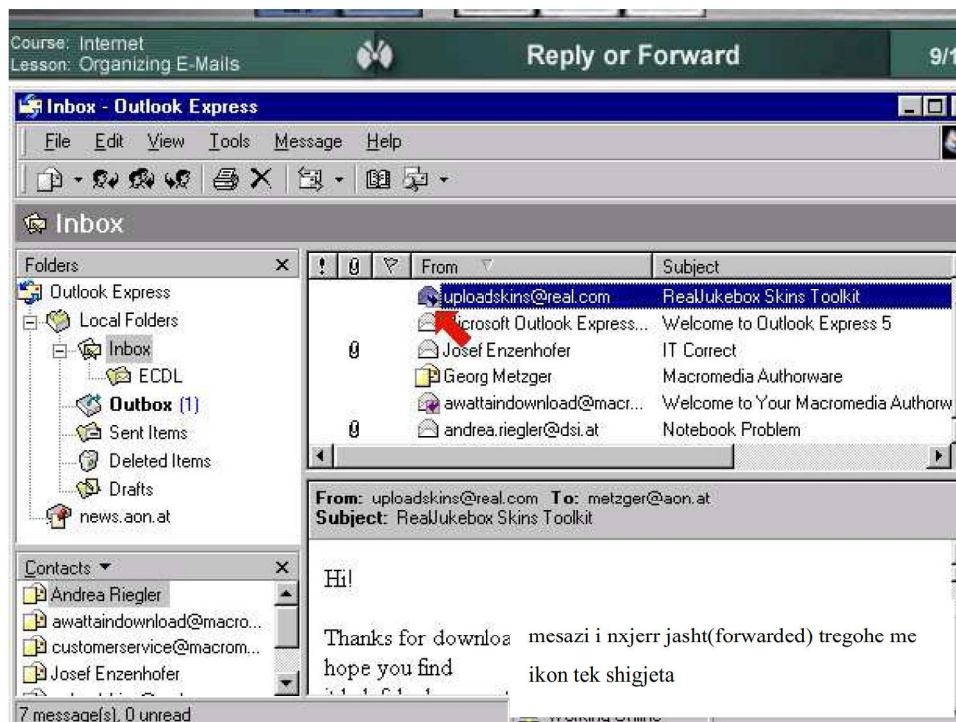 Course: Internet
Lesson: Organizing E-Mails
Reply or Forward
9/1
Inbox - Outlook Express
File Edit View Tools Message Help
Inbox
Folders
Outlook Express
Local Folders
Inbox
ECDL
Outbox (1)
Sent Items
Deleted Items
Drafts
news.aon.at
! From Subject
uploadskins@real.com RealJukebox Skins Toolkit
Microsoft Outlook Express... Welcome to Outlook Express 5
Josef Enzenhofer IT Correct
Georg Metzger Macromedia Authorware
awattaindownload@macr... Welcome to Your Macromedia Authorw
andrea.riegler@dsi.at Notebook Problem
From: uploadskins@real.com To: metzger@aon.at
Subject: RealJukebox Skins Toolkit
Contacts
Andrea Riegler
awattaindownload@macro...
customerservice@macrom...
Josef Enzenhofer
Hi!
Thanks for downloa
hope you find
mesazi i nxjerr jasht(forwarded) tregohe me
ikon tek shigjeta
7 message(s), 0 unread
Working Online